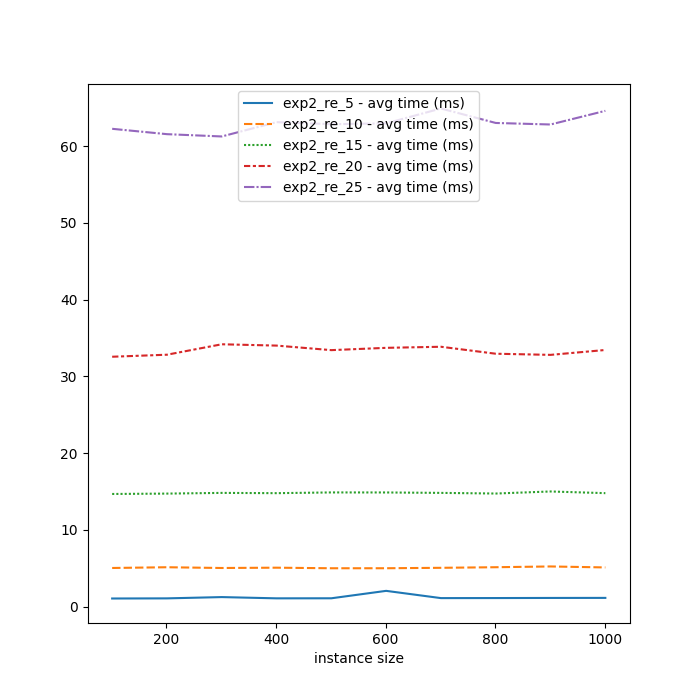 exp2_re_5 - avg time (ms)
exp2_re_10 - avg time (ms)
exp2_re_15 - avg time (ms)
exp2_re_20 - avg time (ms)
exp2_re_25 - avg time (ms)
60
50
40
30
20
10
0
200 400 600 800 1000
instance size